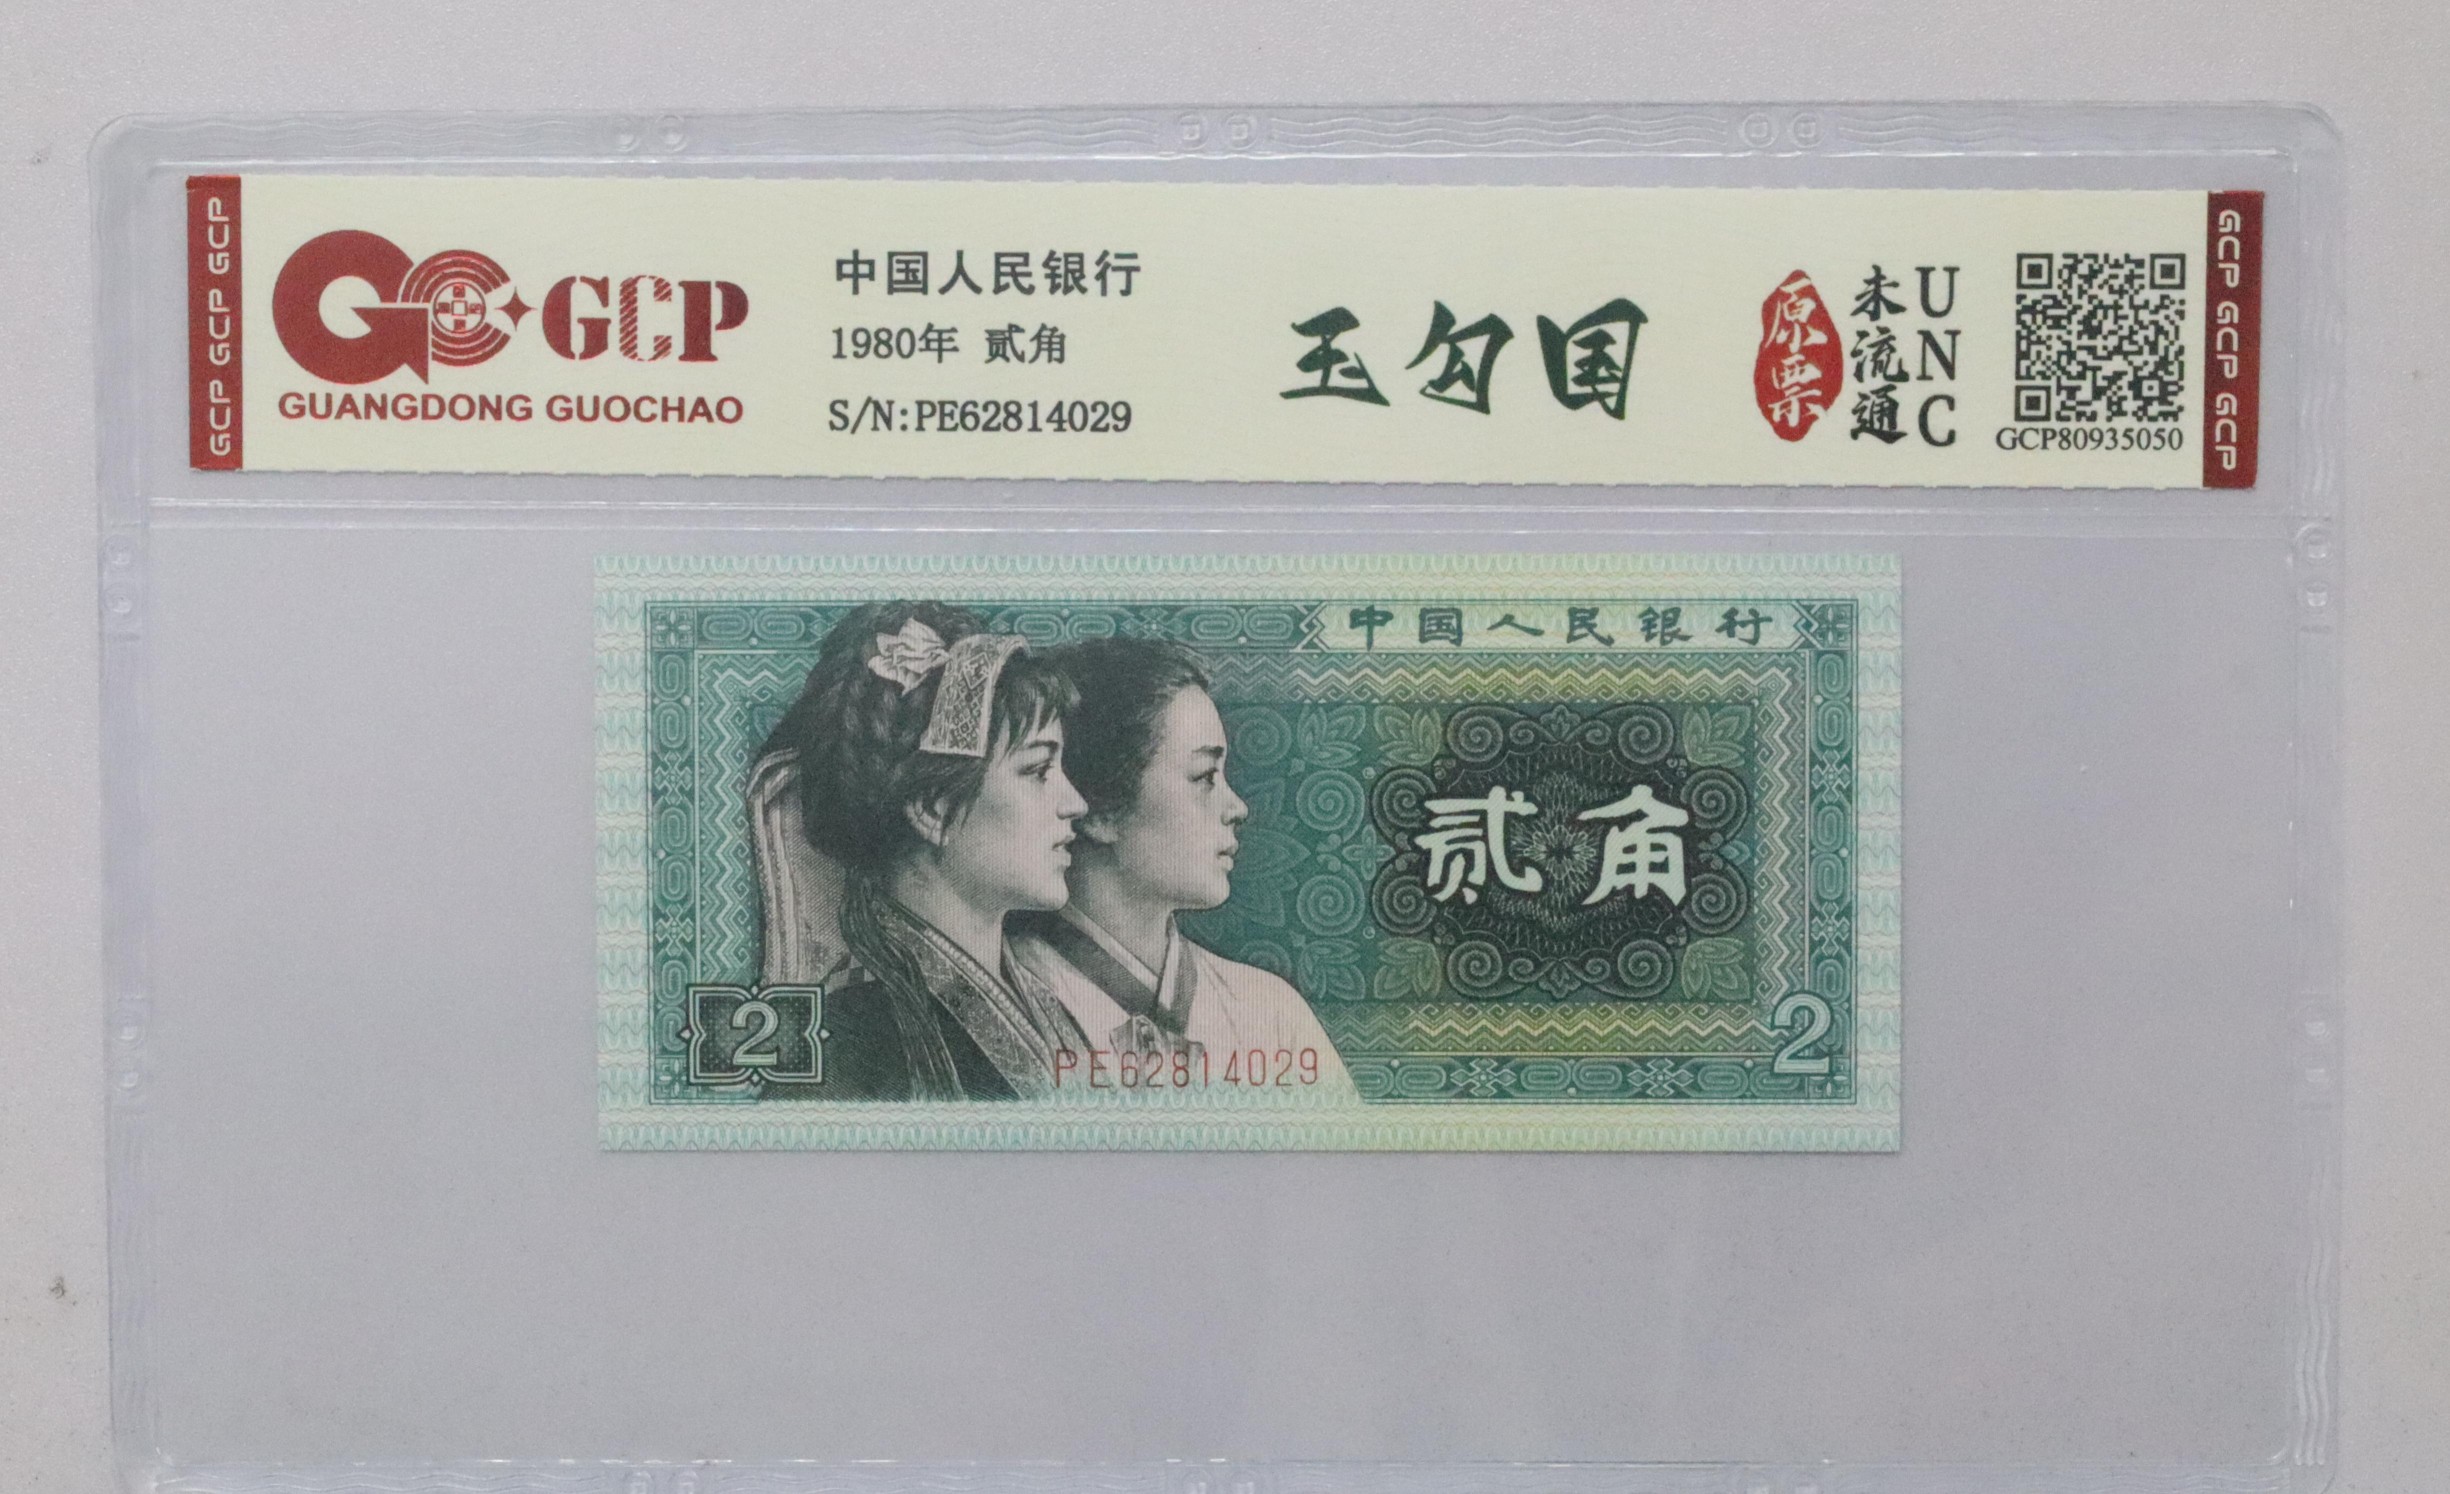 GCP GCP GCP
GCP
GUANGDONG GUOCHAO
中国人民银行
1980年 贰角
S/N:PE62814029
玉勾国
原票
未流通
UNC
GCP80935050
GCP GCP GCP
中国人民银行
贰角
2
PE62814029
2